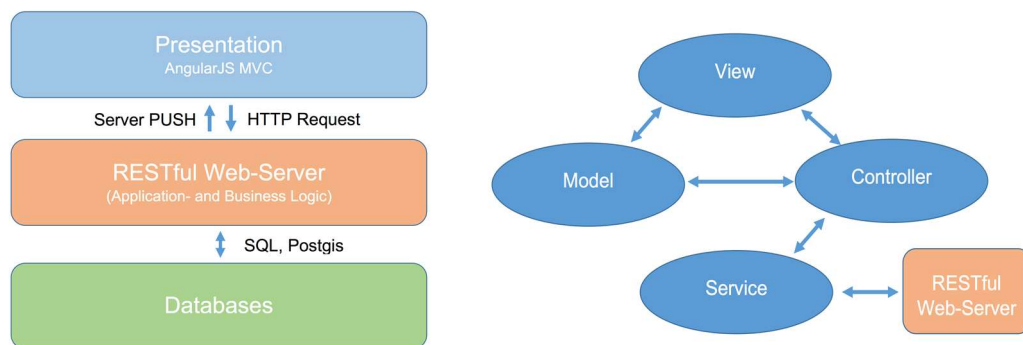 Presentation
AngularJS MVC
Server PUSH
HTTP Request
RESTful Web-Server
(Application- and Business Logic)
SQL, Postgis
Databases
View
Model
Controller
Service
RESTful
Web-Server